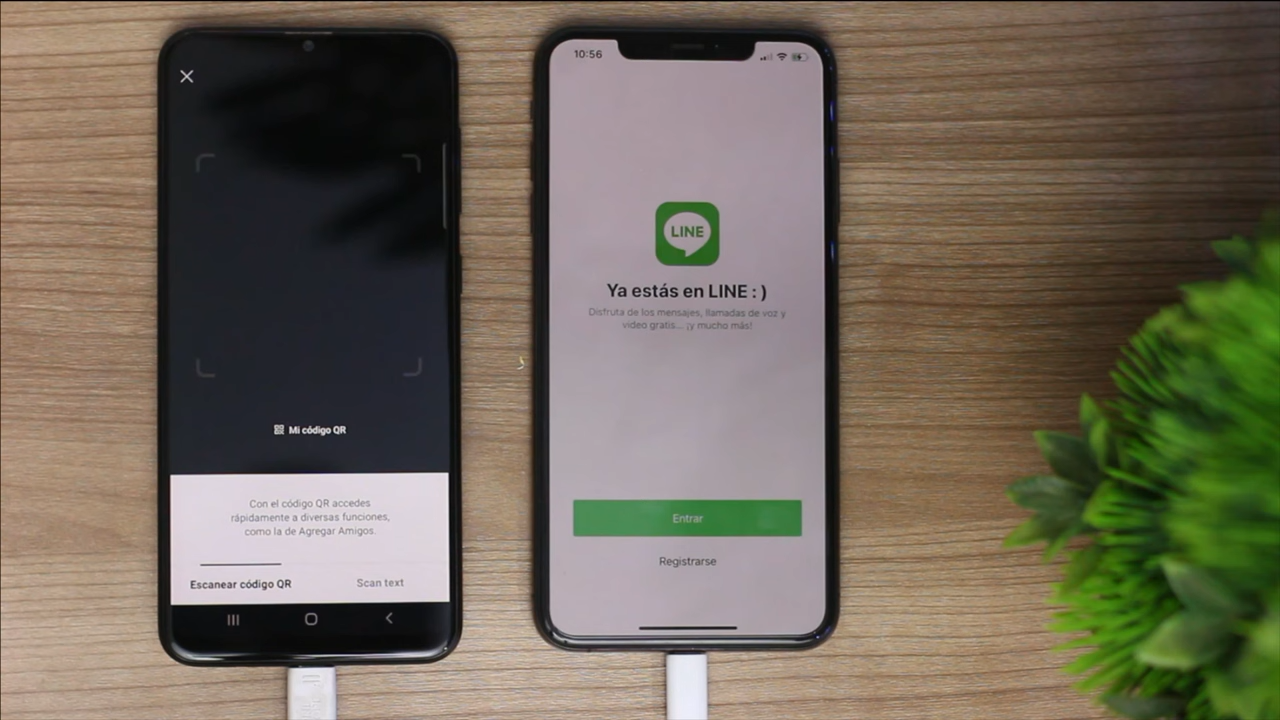 Mi código QR
Con el código QR accedes
rápidamente a diversas funciones,
como la de Agregar Amigos.
Escanear código QR
Scan text
10:56
LINE
Ya estás en LINE : )
Disfruta de los mensajes, llamadas de voz y
video gratis... ¡y mucho más!
Entrar
Registrarse